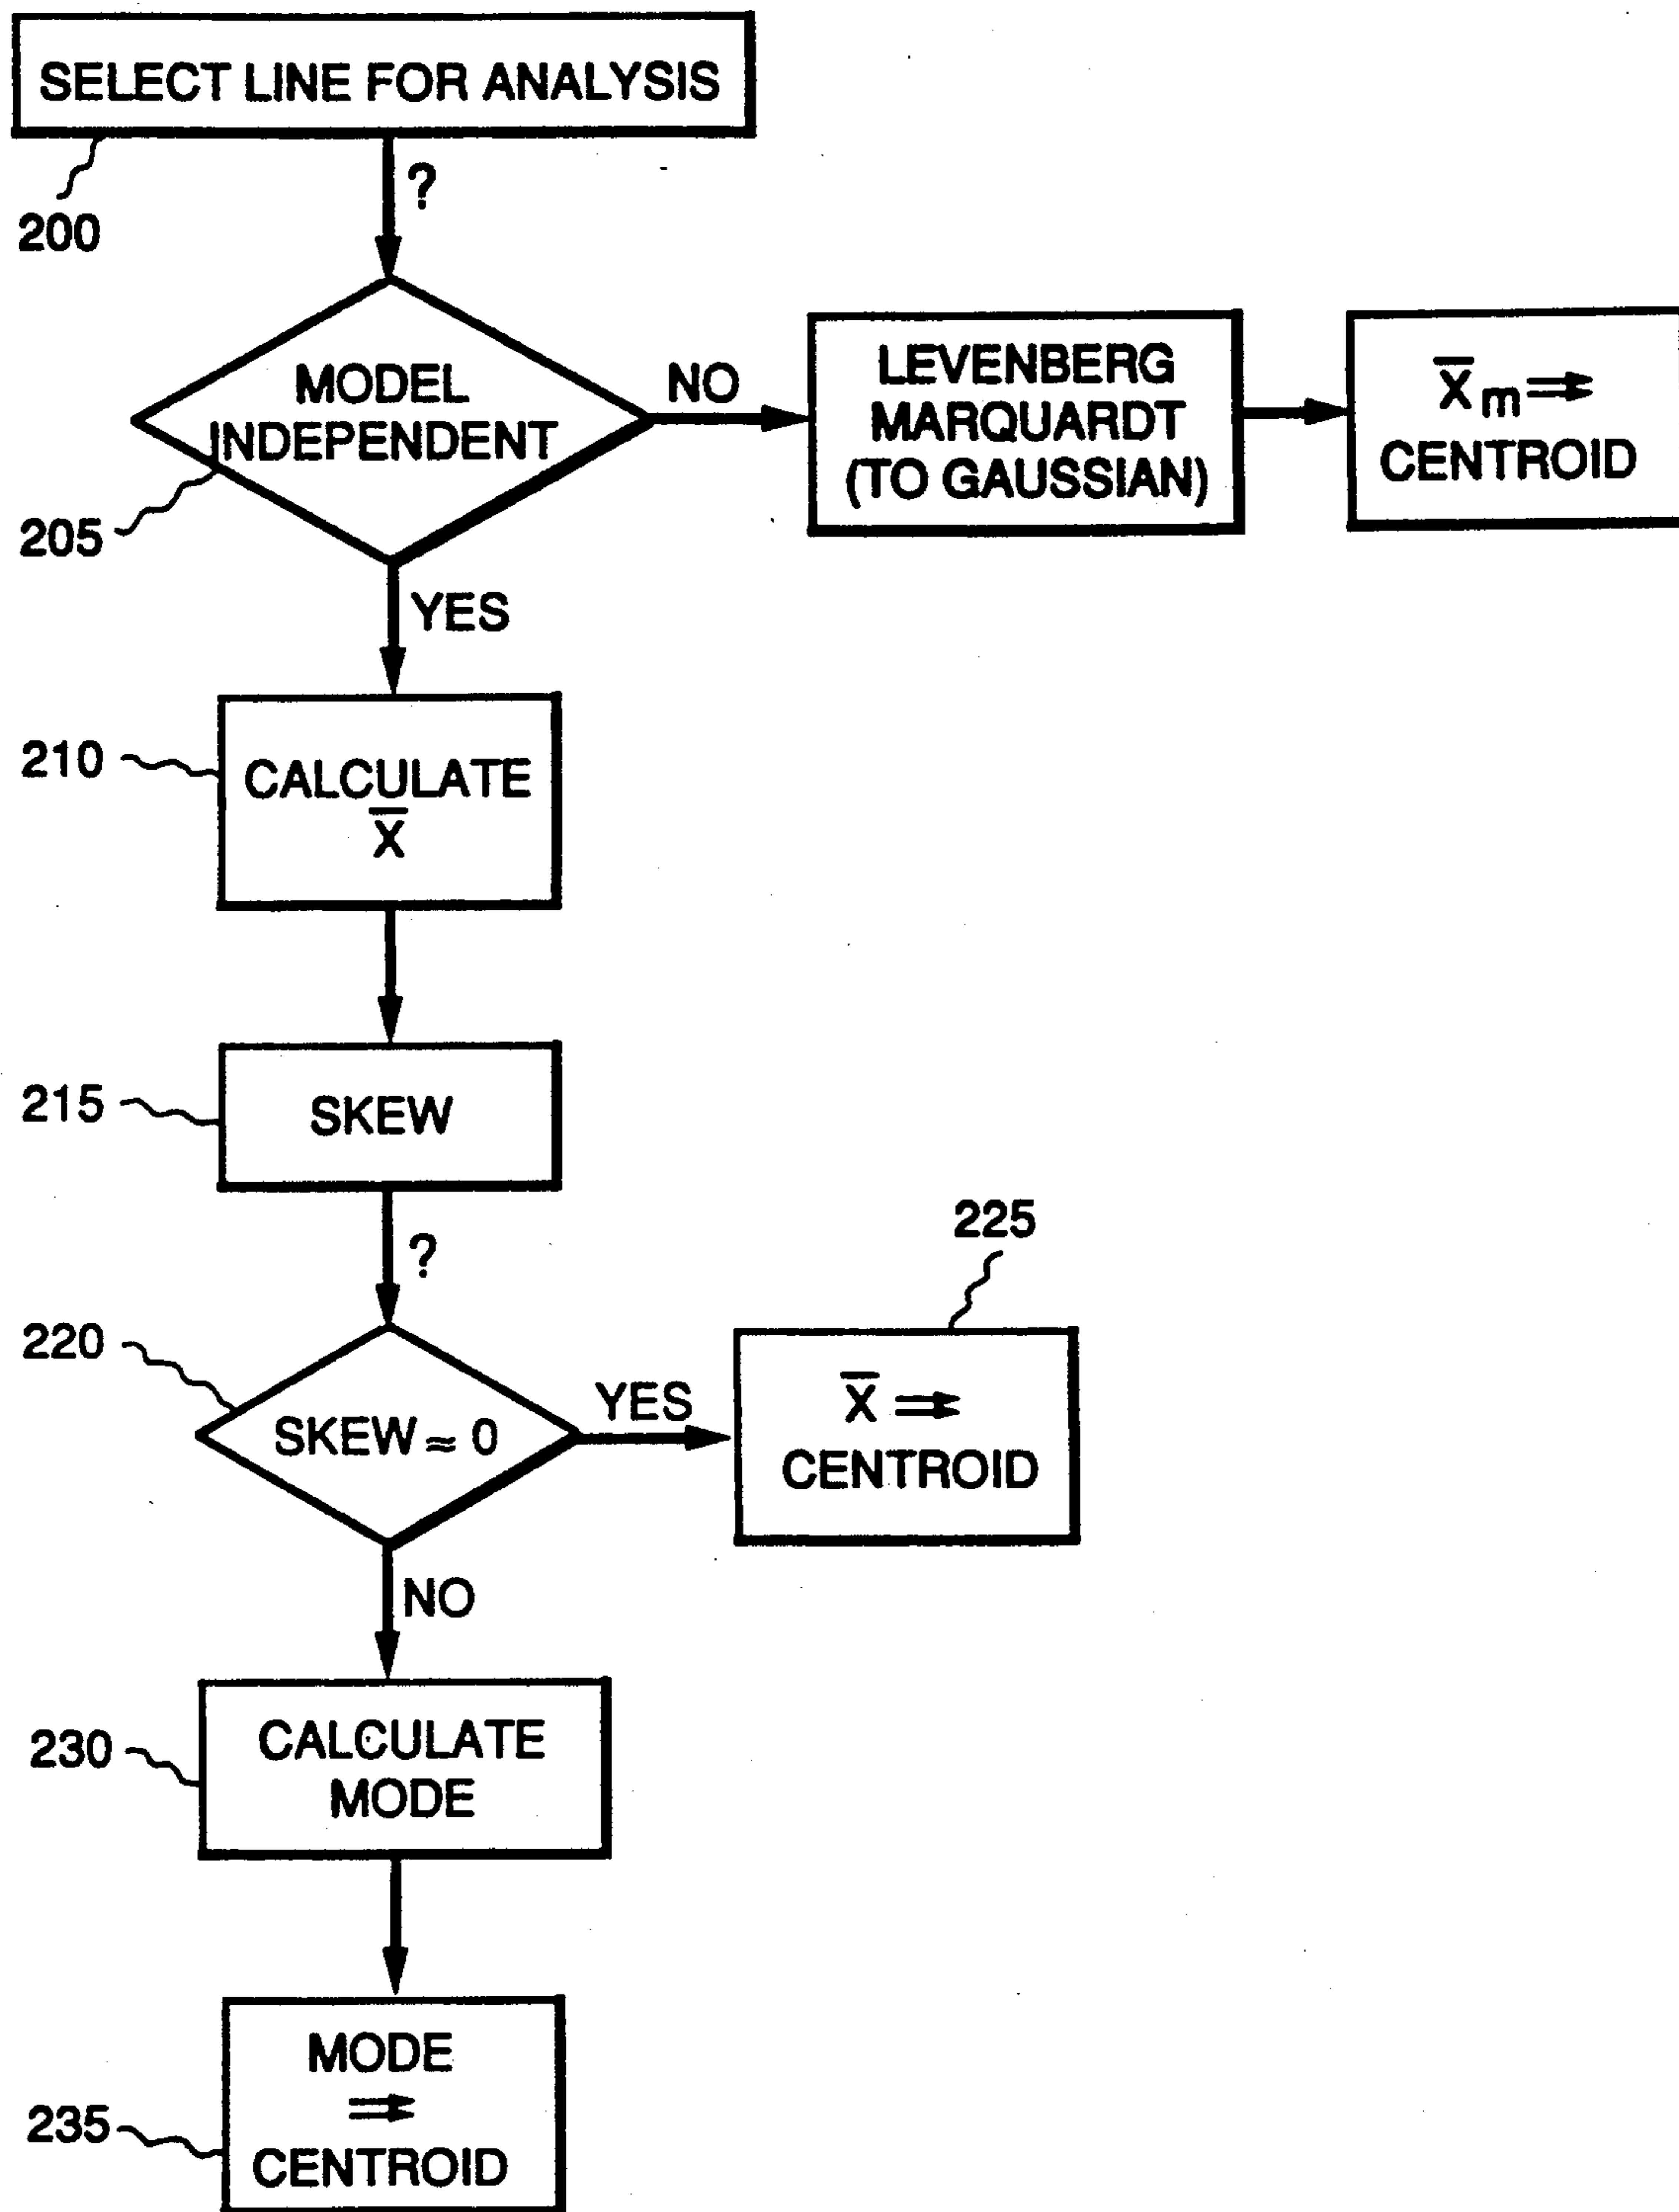 SELECT LINE FOR ANALYSIS
?
200
MODEL
INDEPENDENT
205
NO
LEVENBERG
MARQUARDT
(TO GAUSSIAN)
X̅m ⇒
CENTROID
YES
210
CALCULATE
X̅
215
SKEW
?
220
SKEW ≈ 0
YES
225
X̅ ⇒
CENTROID
NO
230
CALCULATE
MODE
MODE
⇒
235
CENTROID